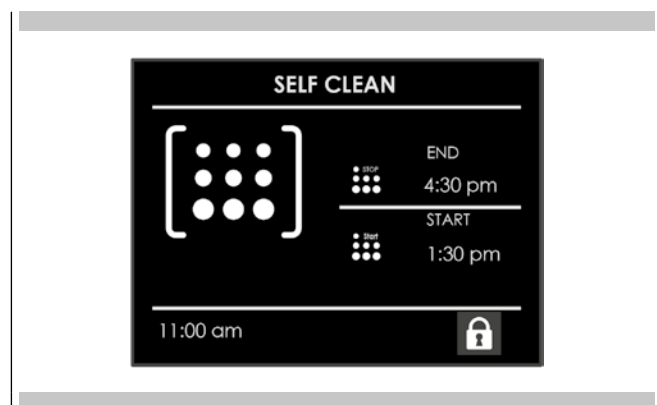 SELF CLEAN
STOP
END
4:30 pm
Start
START
1:30 pm
11:00 am